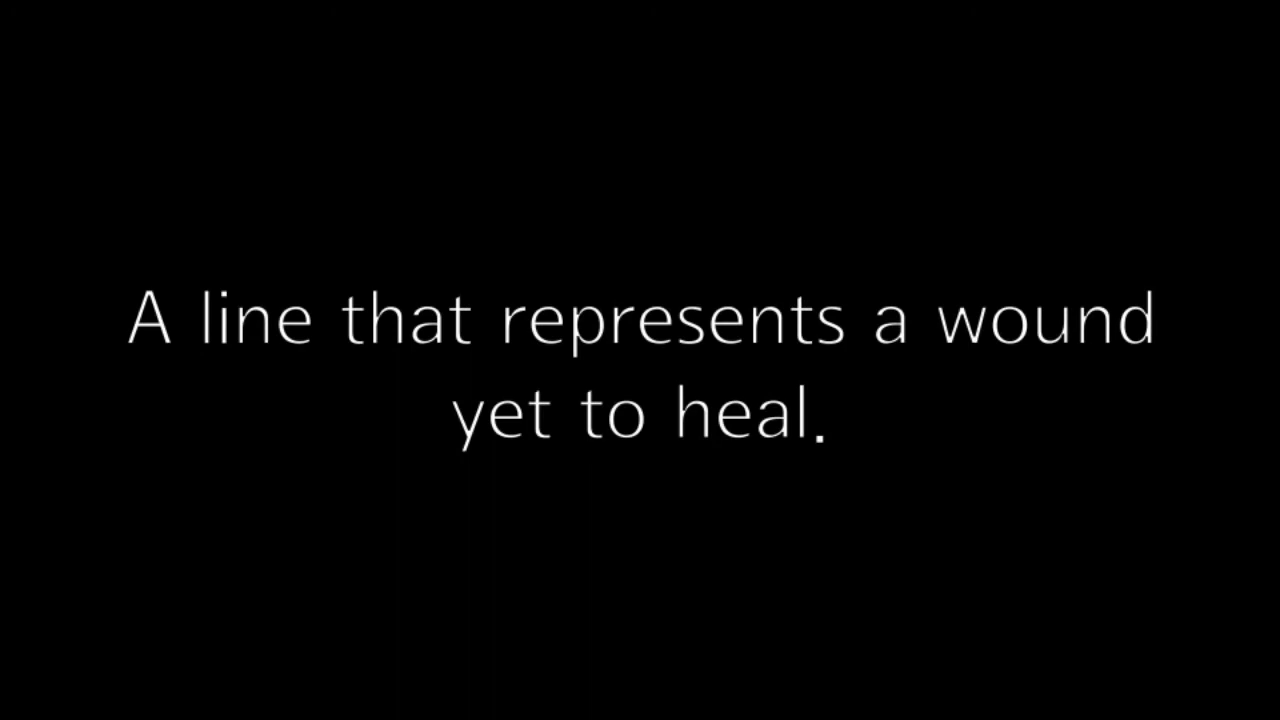 A line that represents a wound
yet to heal.